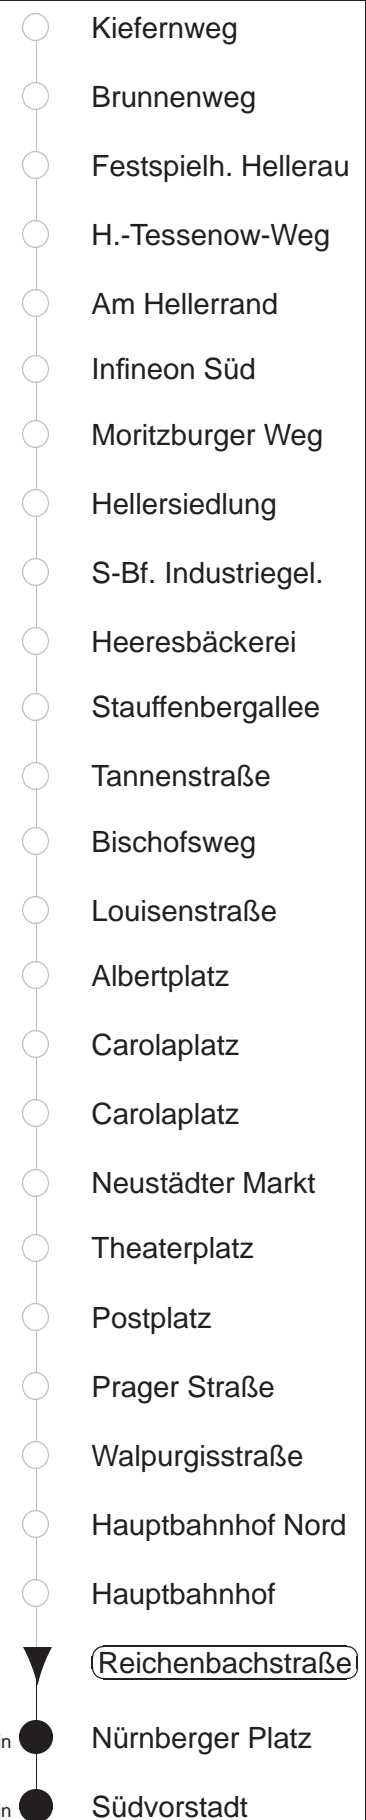 Kiefernweg
Brunnenweg
Festspielh. Hellerau
H.-Tessenow-Weg
Am Hellerrand
Infineon Süd
Moritzburger Weg
Hellersiedlung
S-Bf. Industriegel.
Heeresbäckerei
Stauffenbergallee
Tannenstraße
Bischofsweg
Louisenstraße
Albertplatz
Carolaplatz
Carolaplatz
Neustädter Markt
Theaterplatz
Postplatz
Prager Straße
Walpurgisstraße
Hauptbahnhof Nord
Hauptbahnhof
Reichenbachstraße
Nürnberger Platz
Südvorstadt